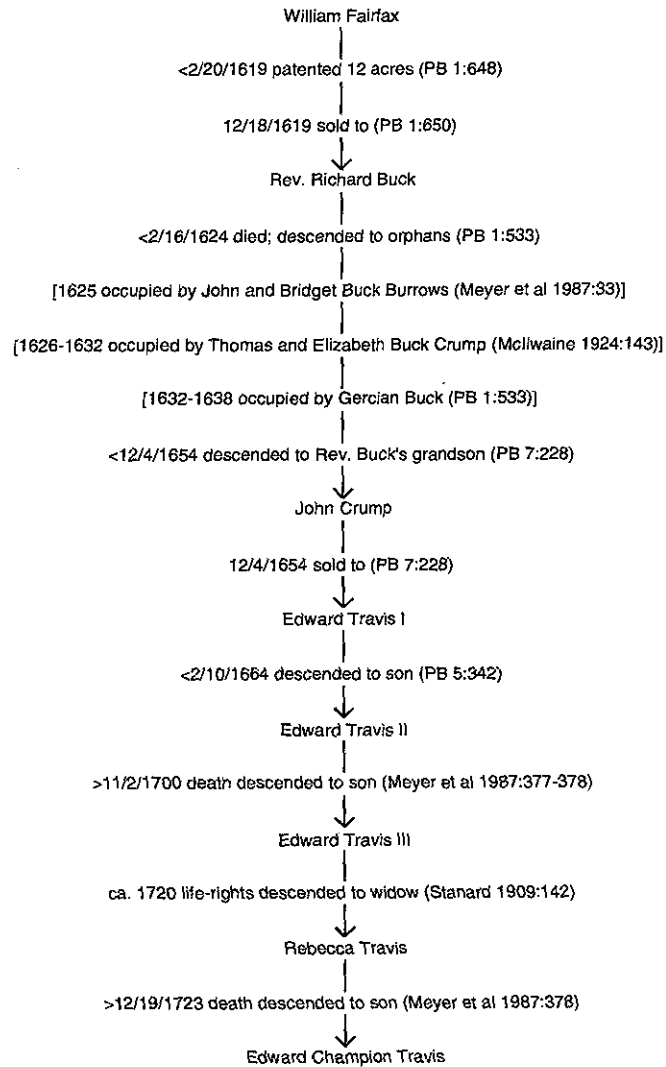 William Fairfax
<2/20/1619 patented 12 acres (PB 1:648)
12/18/1619 sold to (PB 1:650)
Rev. Richard Buck
<2/16/1624 died; descended to orphans (PB 1:533)
[1625 occupied by John and Bridget Buck Burrows (Meyer et al 1987:33)]
[1626-1632 occupied by Thomas and Elizabeth Buck Crump (McIlwaine 1924:143)]
[1632-1638 occupied by Gercian Buck (PB 1:533)]
<12/4/1654 descended to Rev. Buck's grandson (PB 7:228)
John Crump
12/4/1654 sold to (PB 7:228)
Edward Travis I
<2/10/1664 descended to son (PB 5:342)
Edward Travis II
>11/2/1700 death descended to son (Meyer et al 1987:377-378)
Edward Travis III
ca. 1720 life-rights descended to widow (Stanard 1909:142)
Rebecca Travis
>12/19/1723 death descended to son (Meyer et al 1987:378)
Edward Champion Travis